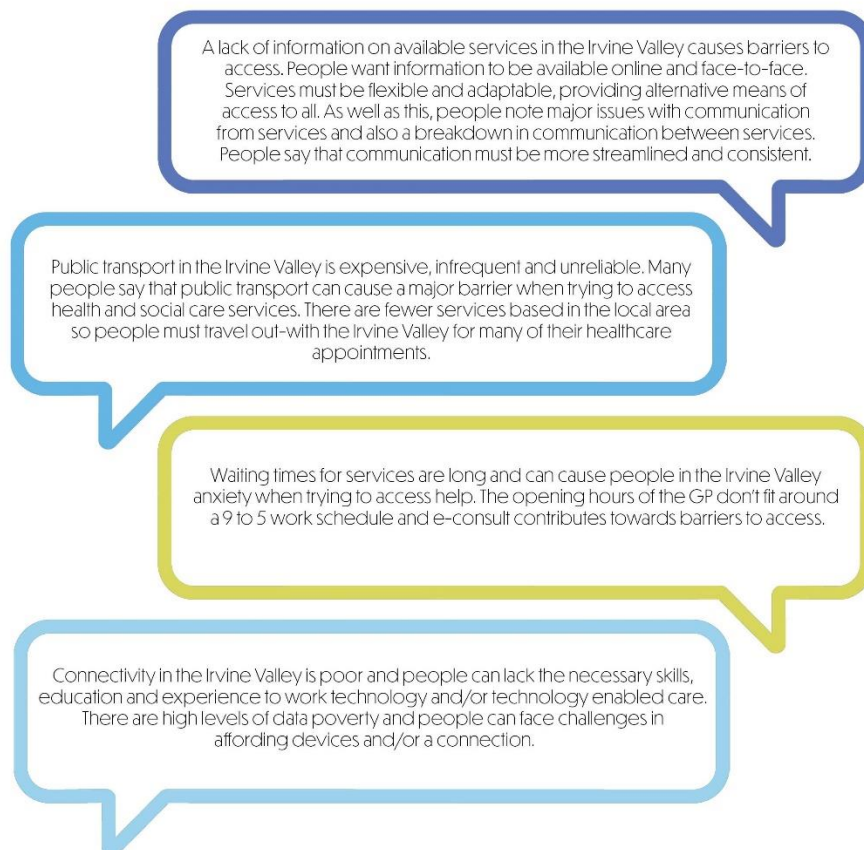 A lack of information on available services in the Irvine Valley causes barriers to
access. People want information to be available online and face-to-face.
Services must be flexible and adaptable, providing alternative means of
access to all. As well as this, people note major issues with communication
from services and also a breakdown in communication between services.
People say that communication must be more streamlined and consistent.
Public transport in the Irvine Valley is expensive, infrequent and unreliable. Many
people say that public transport can cause a major barrier when trying to access
health and social care services. There are fewer services based in the local area
so people must travel out-with the Irvine Valley for many of their healthcare
appointments.
Waiting times for services are long and can cause people in the Irvine Valley
anxiety when trying to access help. The opening hours of the GP don't fit around
a 9 to 5 work schedule and e-consult contributes towards barriers to access.
Connectivity in the Irvine Valley is poor and people can lack the necessary skills,
education and experience to work technology and/or technology enabled care.
There are high levels of data poverty and people can face challenges in
affording devices and/or a connection.